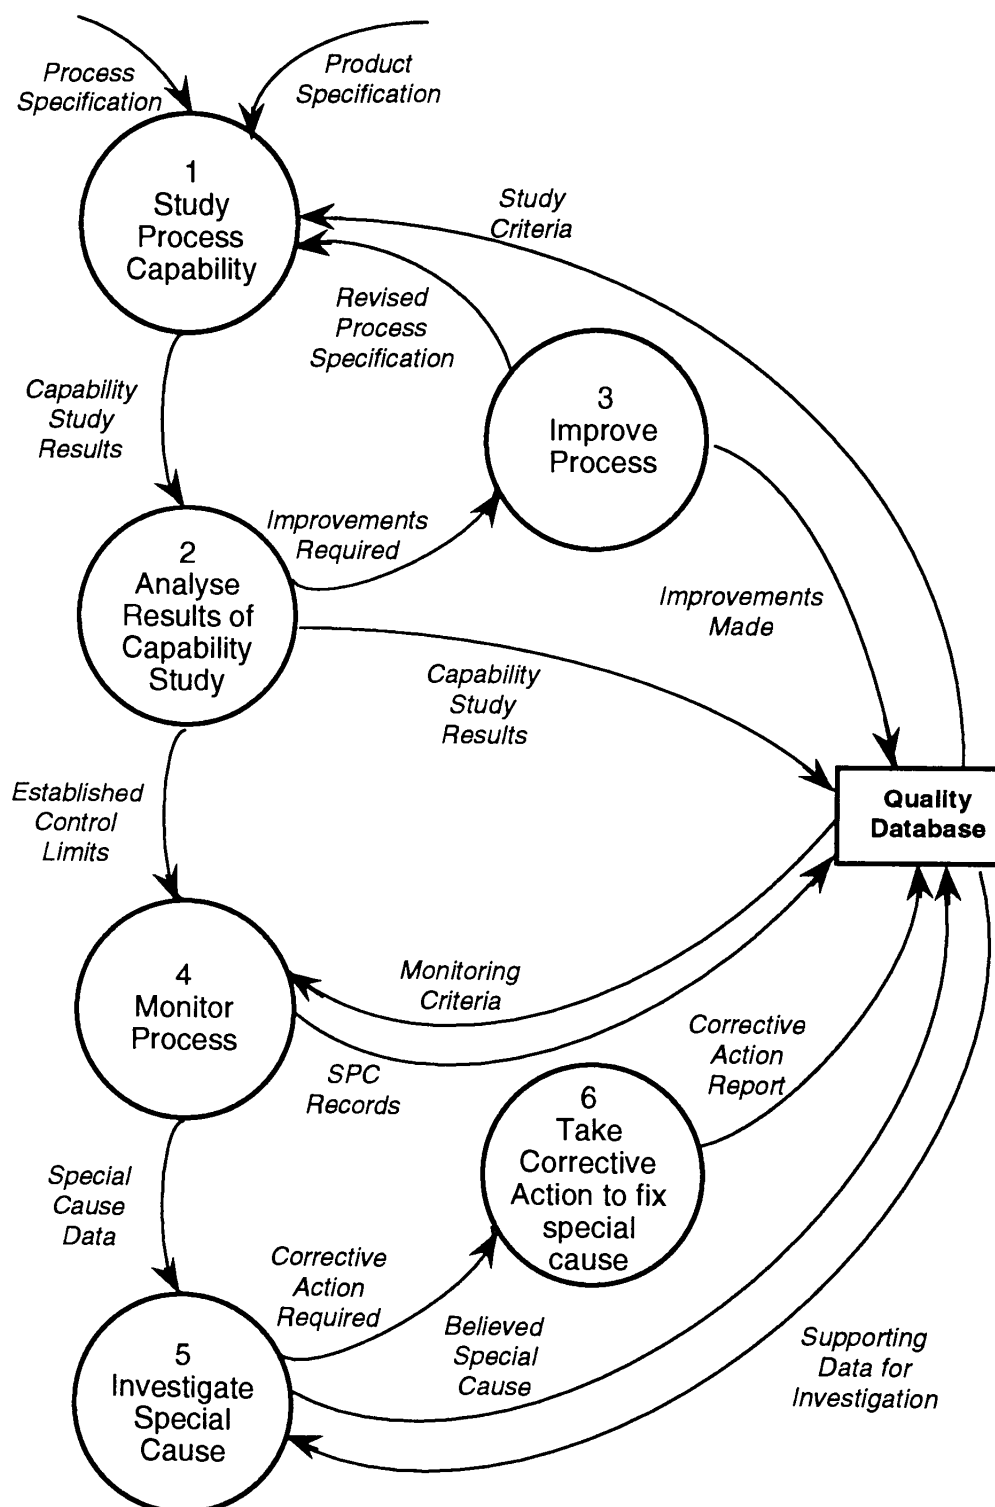 Process
Specification
Product
Specification
1
Study
Process
Capability
Study
Criteria
Revised
Process
Specification
Capability
Study
Results
3
Improve
Process
Improvements
Required
2
Analyse
Results of
Capability
Study
Improvements
Made
Capability
Study
Results
Established
Control
Limits
Quality
Database
4
Monitor
Process
Monitoring
Criteria
SPC
Records
Corrective
Action
Report
6
Take
Corrective
Action to fix
special
cause
Special
Cause
Data
Corrective
Action
Required
Believed
Special
Cause
Supporting
Data for
Investigation
5
Investigate
Special
Cause